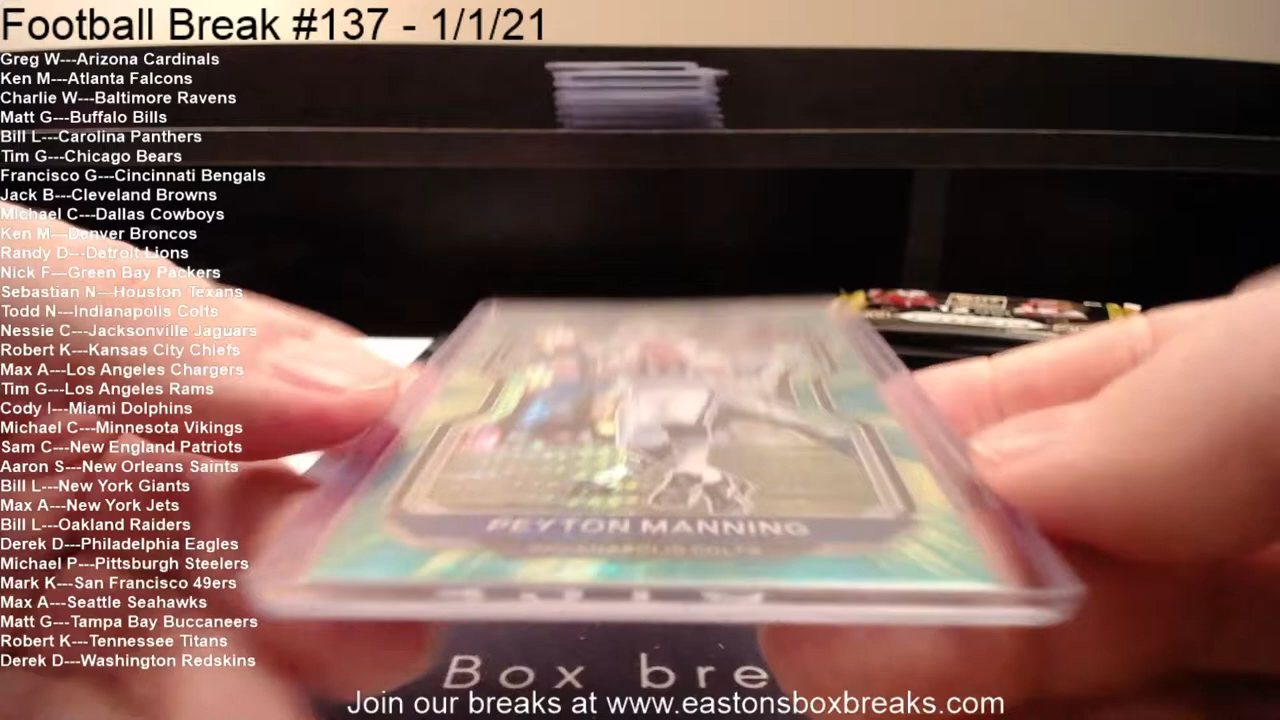 Football Break #137 - 1/1/21
Greg W---Arizona Cardinals
Ken M---Atlanta Falcons
Charlie W---Baltimore Ravens
Matt G---Buffalo Bills
Bill L---Carolina Panthers
Tim G---Chicago Bears
Francisco G---Cincinnati Bengals
Jack B---Cleveland Browns
Michael C---Dallas Cowboys
Ken M---Denver Broncos
Randy D---Detroit Lions
Nick F---Green Bay Packers
Sebastian N---Houston Texans
Todd N---Indianapolis Colts
Nessie C---Jacksonville Jaguars
Robert K---Kansas City Chiefs
Max A---Los Angeles Chargers
Tim G---Los Angeles Rams
Cody I---Miami Dolphins
Michael C---Minnesota Vikings
Sam C---New England Patriots
Aaron S---New Orleans Saints
Bill L---New York Giants
Max A---New York Jets
Bill L---Oakland Raiders
Derek D---Philadelphia Eagles
Michael P---Pittsburgh Steelers
Mark K---San Francisco 49ers
Max A---Seattle Seahawks
Matt G---Tampa Bay Buccaneers
Robert K---Tennessee Titans
Derek D---Washington Redskins
PEYTON MANNING
INDIANAPOLIS COLTS
Box bre
Join our breaks at www.eastonsboxbreaks.com